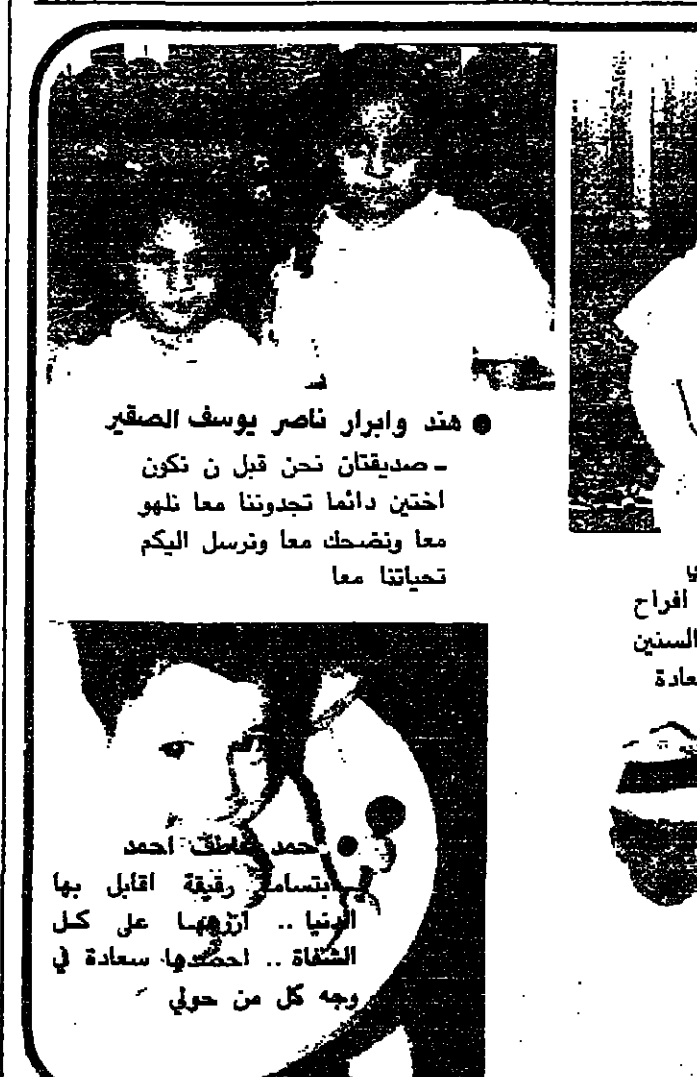 ● هند وابرار ناصر يوسف الصقير
- صديقتان نحن قبل ن نكون
اختين دائما تجدوننا معا نلهو
معا ونضحك معا ونرسل اليكم
تحياتنا معا
افراح
السنين
● احمد عاطف احمد
رقيقة اقابل بها
الدنيا .. ازرعها على كل
الشفاة .. احصدها سعادة في
وجه كل من حولي